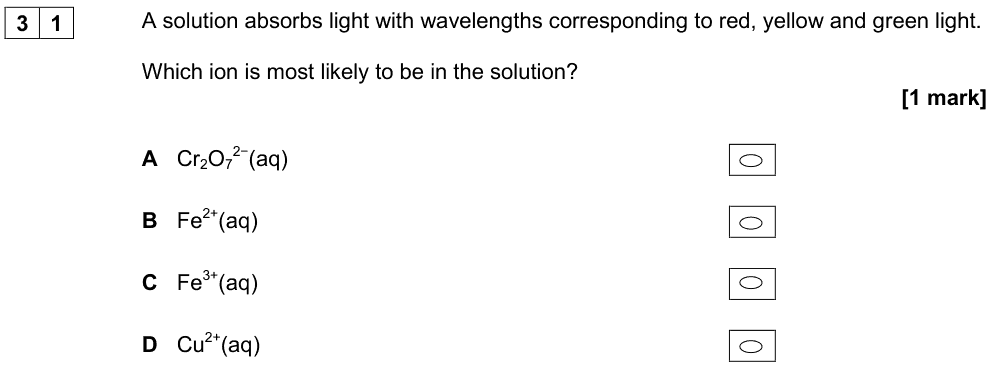 3 1 A solution absorbs light with wavelengths corresponding to red, yellow and green light.
Which ion is most likely to be in the solution?
[1 mark]
A Cr₂O₇²⁻(aq)
B Fe²⁺(aq)
C Fe³⁺(aq)
D Cu²⁺(aq)